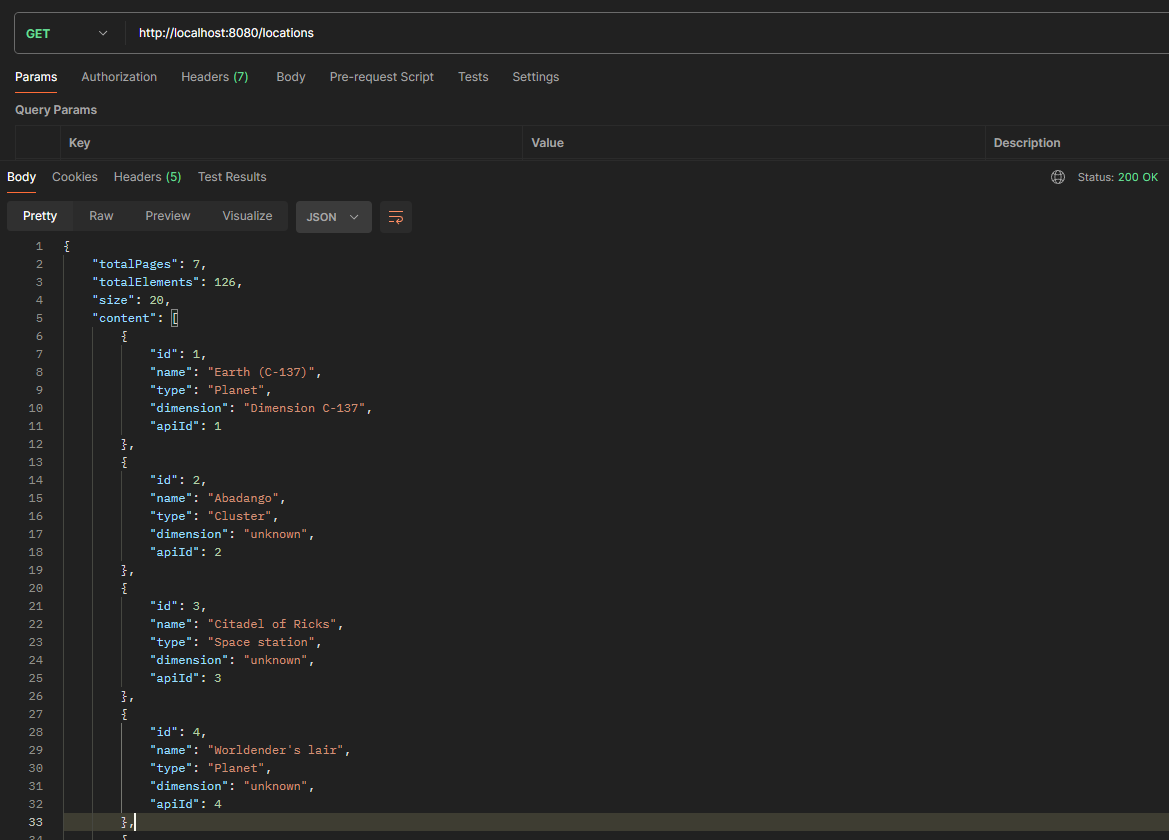 GET http://localhost:8080/locations
Params Authorization Headers (7) Body Pre-request Script Tests Settings
Query Params
Key Value Description
Body Cookies Headers (5) Test Results Status: 200 OK
Pretty Raw Preview Visualize JSON
1 {
2 "totalPages": 7,
3 "totalElements": 126,
4 "size": 20,
5 "content": [
6 {
7 "id": 1,
8 "name": "Earth (C-137)",
9 "type": "Planet",
10 "dimension": "Dimension C-137",
11 "apiId": 1
12 },
13 {
14 "id": 2,
15 "name": "Abadango",
16 "type": "Cluster",
17 "dimension": "unknown",
18 "apiId": 2
19 },
20 {
21 "id": 3,
22 "name": "Citadel of Ricks",
23 "type": "Space station",
24 "dimension": "unknown",
25 "apiId": 3
26 },
27 {
28 "id": 4,
29 "name": "Worldender's lair",
30 "type": "Planet",
31 "dimension": "unknown",
32 "apiId": 4
33 },
34 {